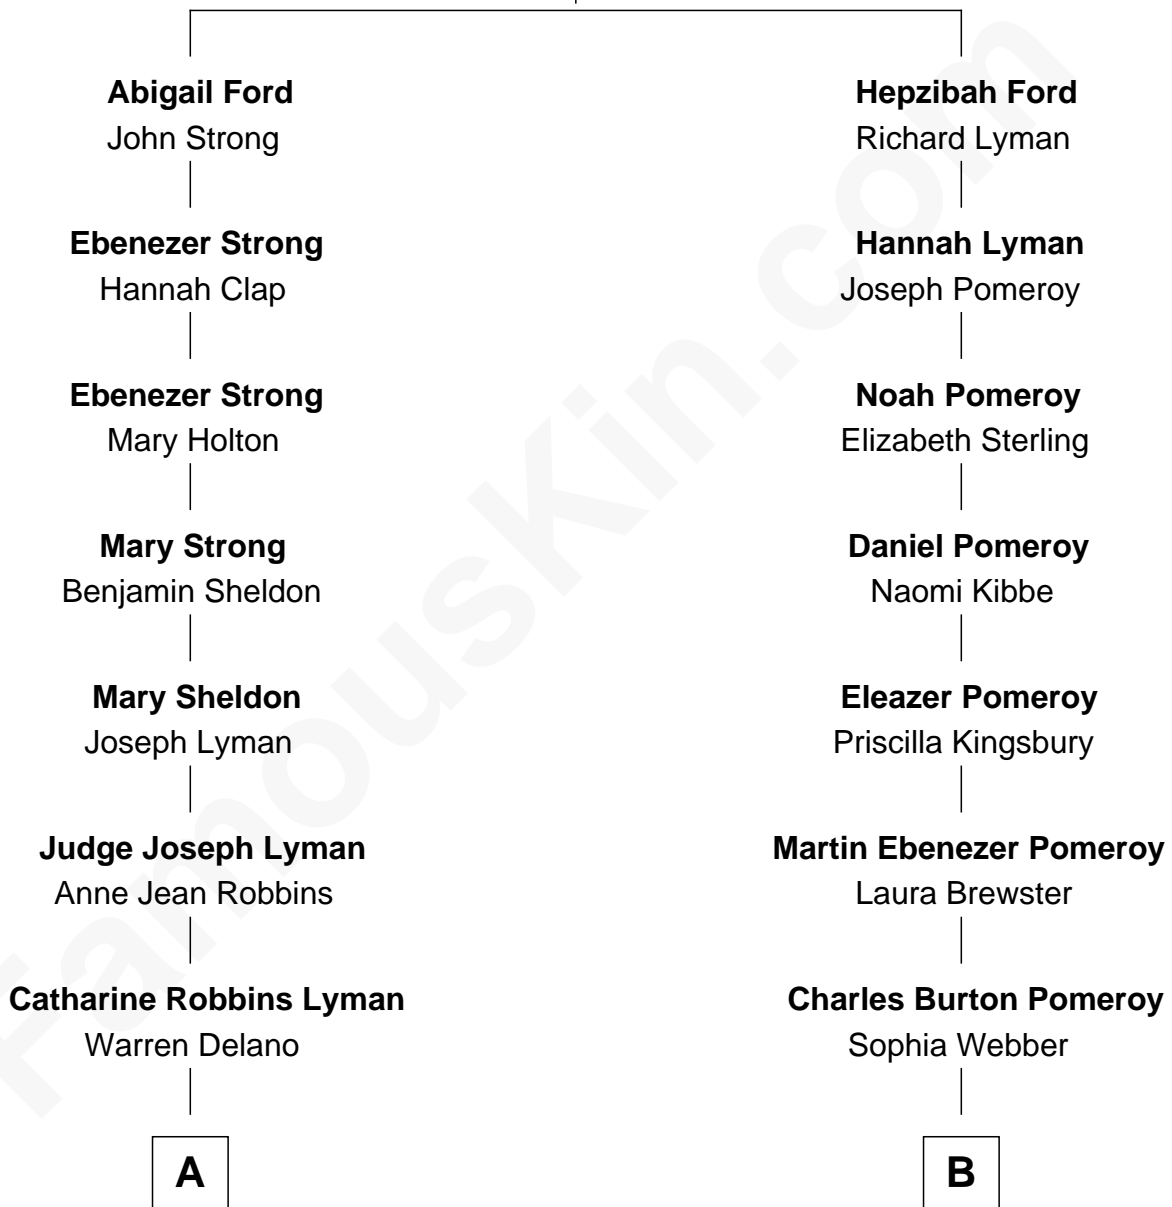 Abigail Ford
John Strong
Hepzibah Ford
Richard Lyman
Ebenezer Strong
Hannah Clap
Hannah Lyman
Joseph Pomeroy
Ebenezer Strong
Mary Holton
Noah Pomeroy
Elizabeth Sterling
Mary Strong
Benjamin Sheldon
Daniel Pomeroy
Naomi Kibbe
Mary Sheldon
Joseph Lyman
Eleazer Pomeroy
Priscilla Kingsbury
Judge Joseph Lyman
Anne Jean Robbins
Martin Ebenezer Pomeroy
Laura Brewster
Catharine Robbins Lyman
Warren Delano
Charles Burton Pomeroy
Sophia Webber
A
B
FamousKin.com